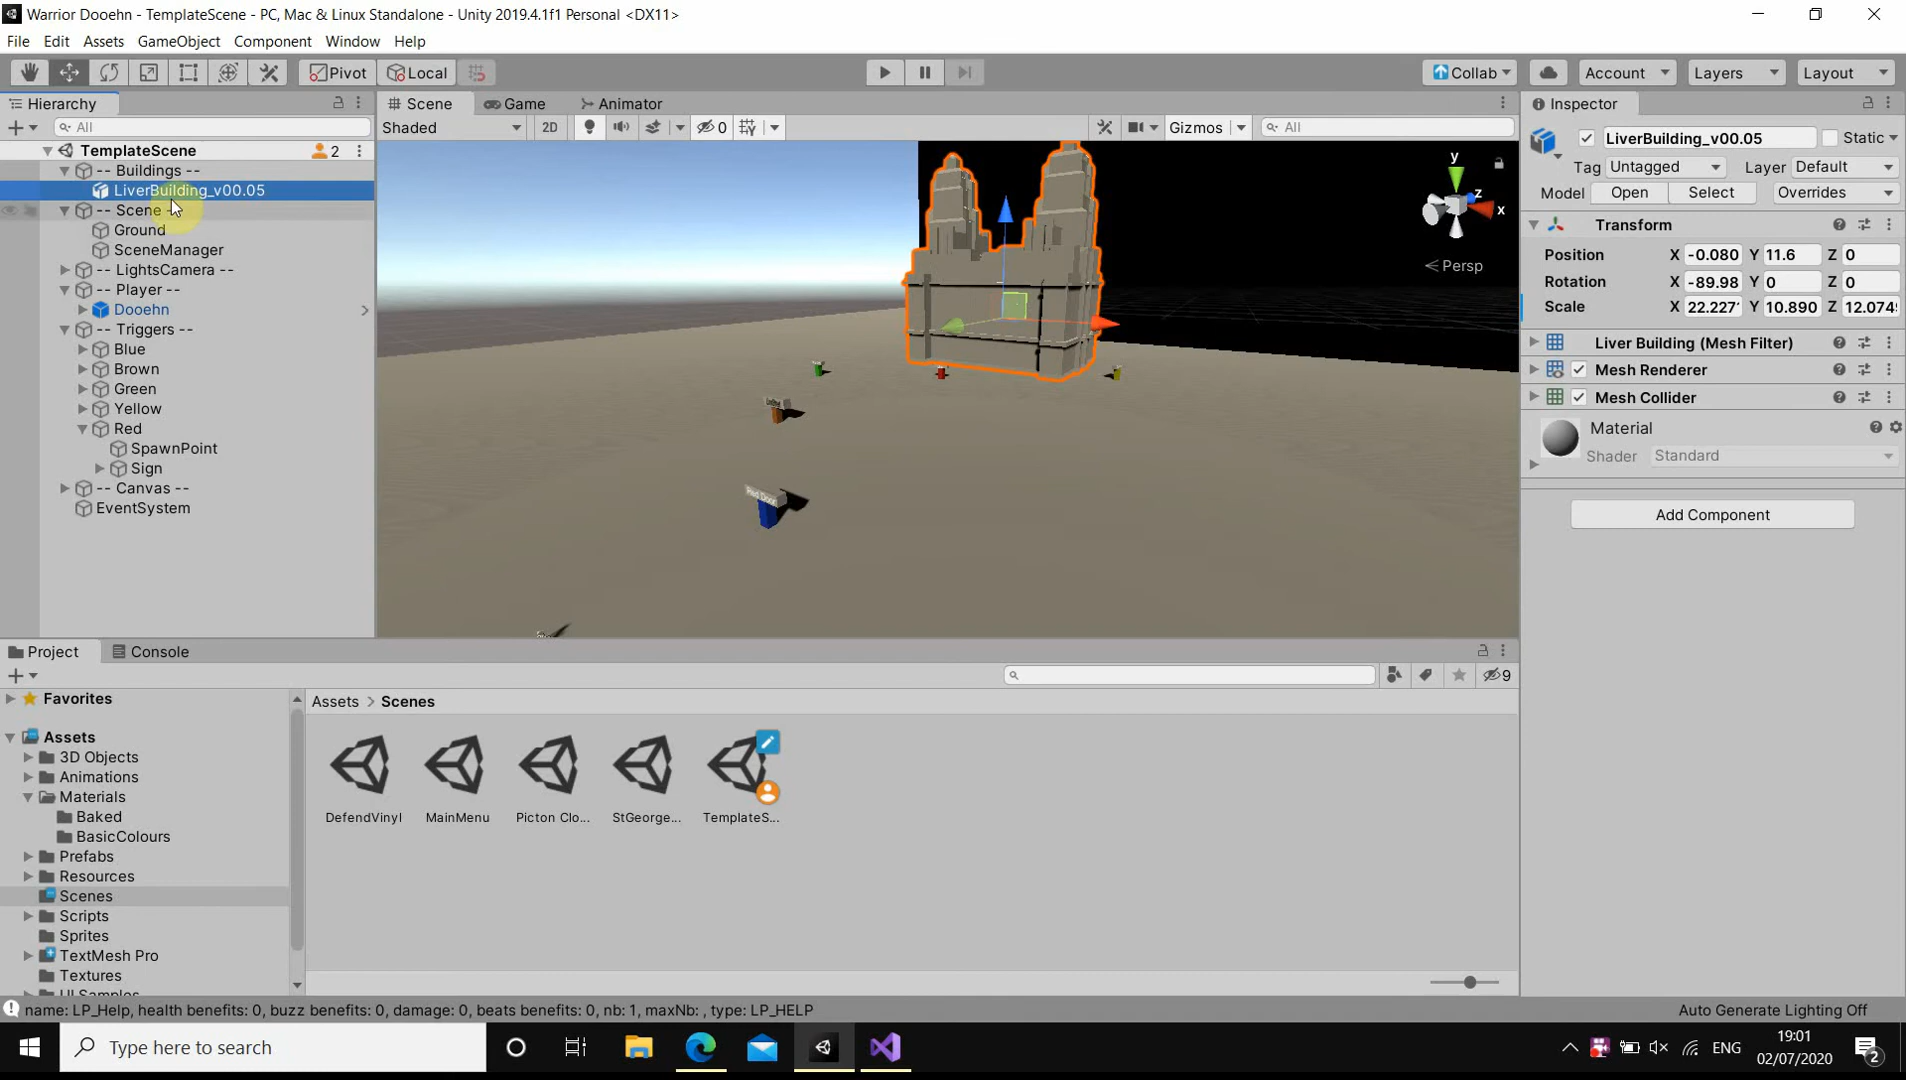 Warrior Dooehn - TemplateScene - PC, Mac & Linux Standalone - Unity 2019.4.1f1 Personal <DX11>
File Edit Assets GameObject Component Window Help
Pivot Local Collab Account Layers Layout
Hierarchy
All
TemplateScene 2
-- Buildings --
LiverBuilding_v00.05
-- Scene --
Ground
SceneManager
-- LightsCamera --
-- Player --
Dooehn
-- Triggers --
Blue
Brown
Green
Yellow
Red
SpawnPoint
Sign
-- Canvas --
EventSystem
Scene Game Animator
Shaded 2D 0 Gizmos All
y
z
x
Persp
Inspector
LiverBuilding_v00.05 Static
Tag Untagged Layer Default
Model Open Select Overrides
Transform
Position X -0.080 Y 11.6 Z 0
Rotation X -89.98 Y 0 Z 0
Scale X 22.227 Y 10.890 Z 12.074
Liver Building (Mesh Filter)
Mesh Renderer
Mesh Collider
Material
Shader Standard
Add Component
Project Console
9
Favorites
Assets
3D Objects
Animations
Materials
Baked
BasicColours
Prefabs
Resources
Scenes
Scripts
Sprites
TextMesh Pro
Textures
UI Samples
Assets > Scenes
DefendVinyl MainMenu Picton Clo... StGeorge... TemplateS...
name: LP_Help, health benefits: 0, buzz benefits: 0, damage: 0, beats benefits: 0, nb: 1, maxNb: , type: LP_HELP
Auto Generate Lighting Off
Type here to search
ENG
19:01
02/07/2020
2